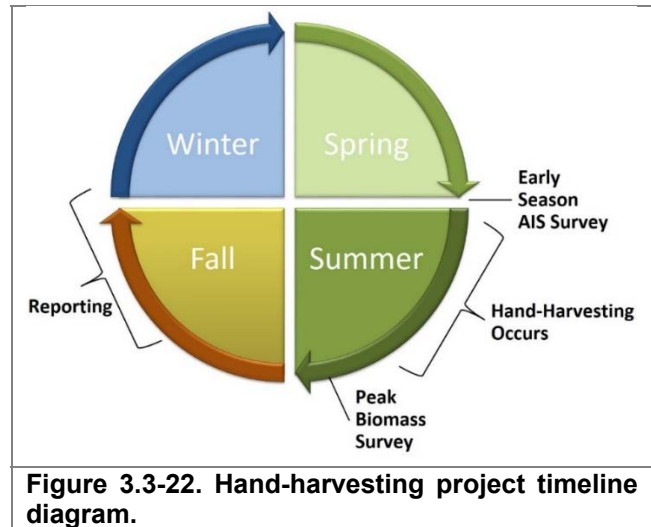 Winter
Spring
Early
Season
AIS Survey
Fall
Summer
Reporting
Hand-Harvesting
Occurs
Peak
Biomass
Survey
Figure 3.3-22. Hand-harvesting project timeline
diagram.